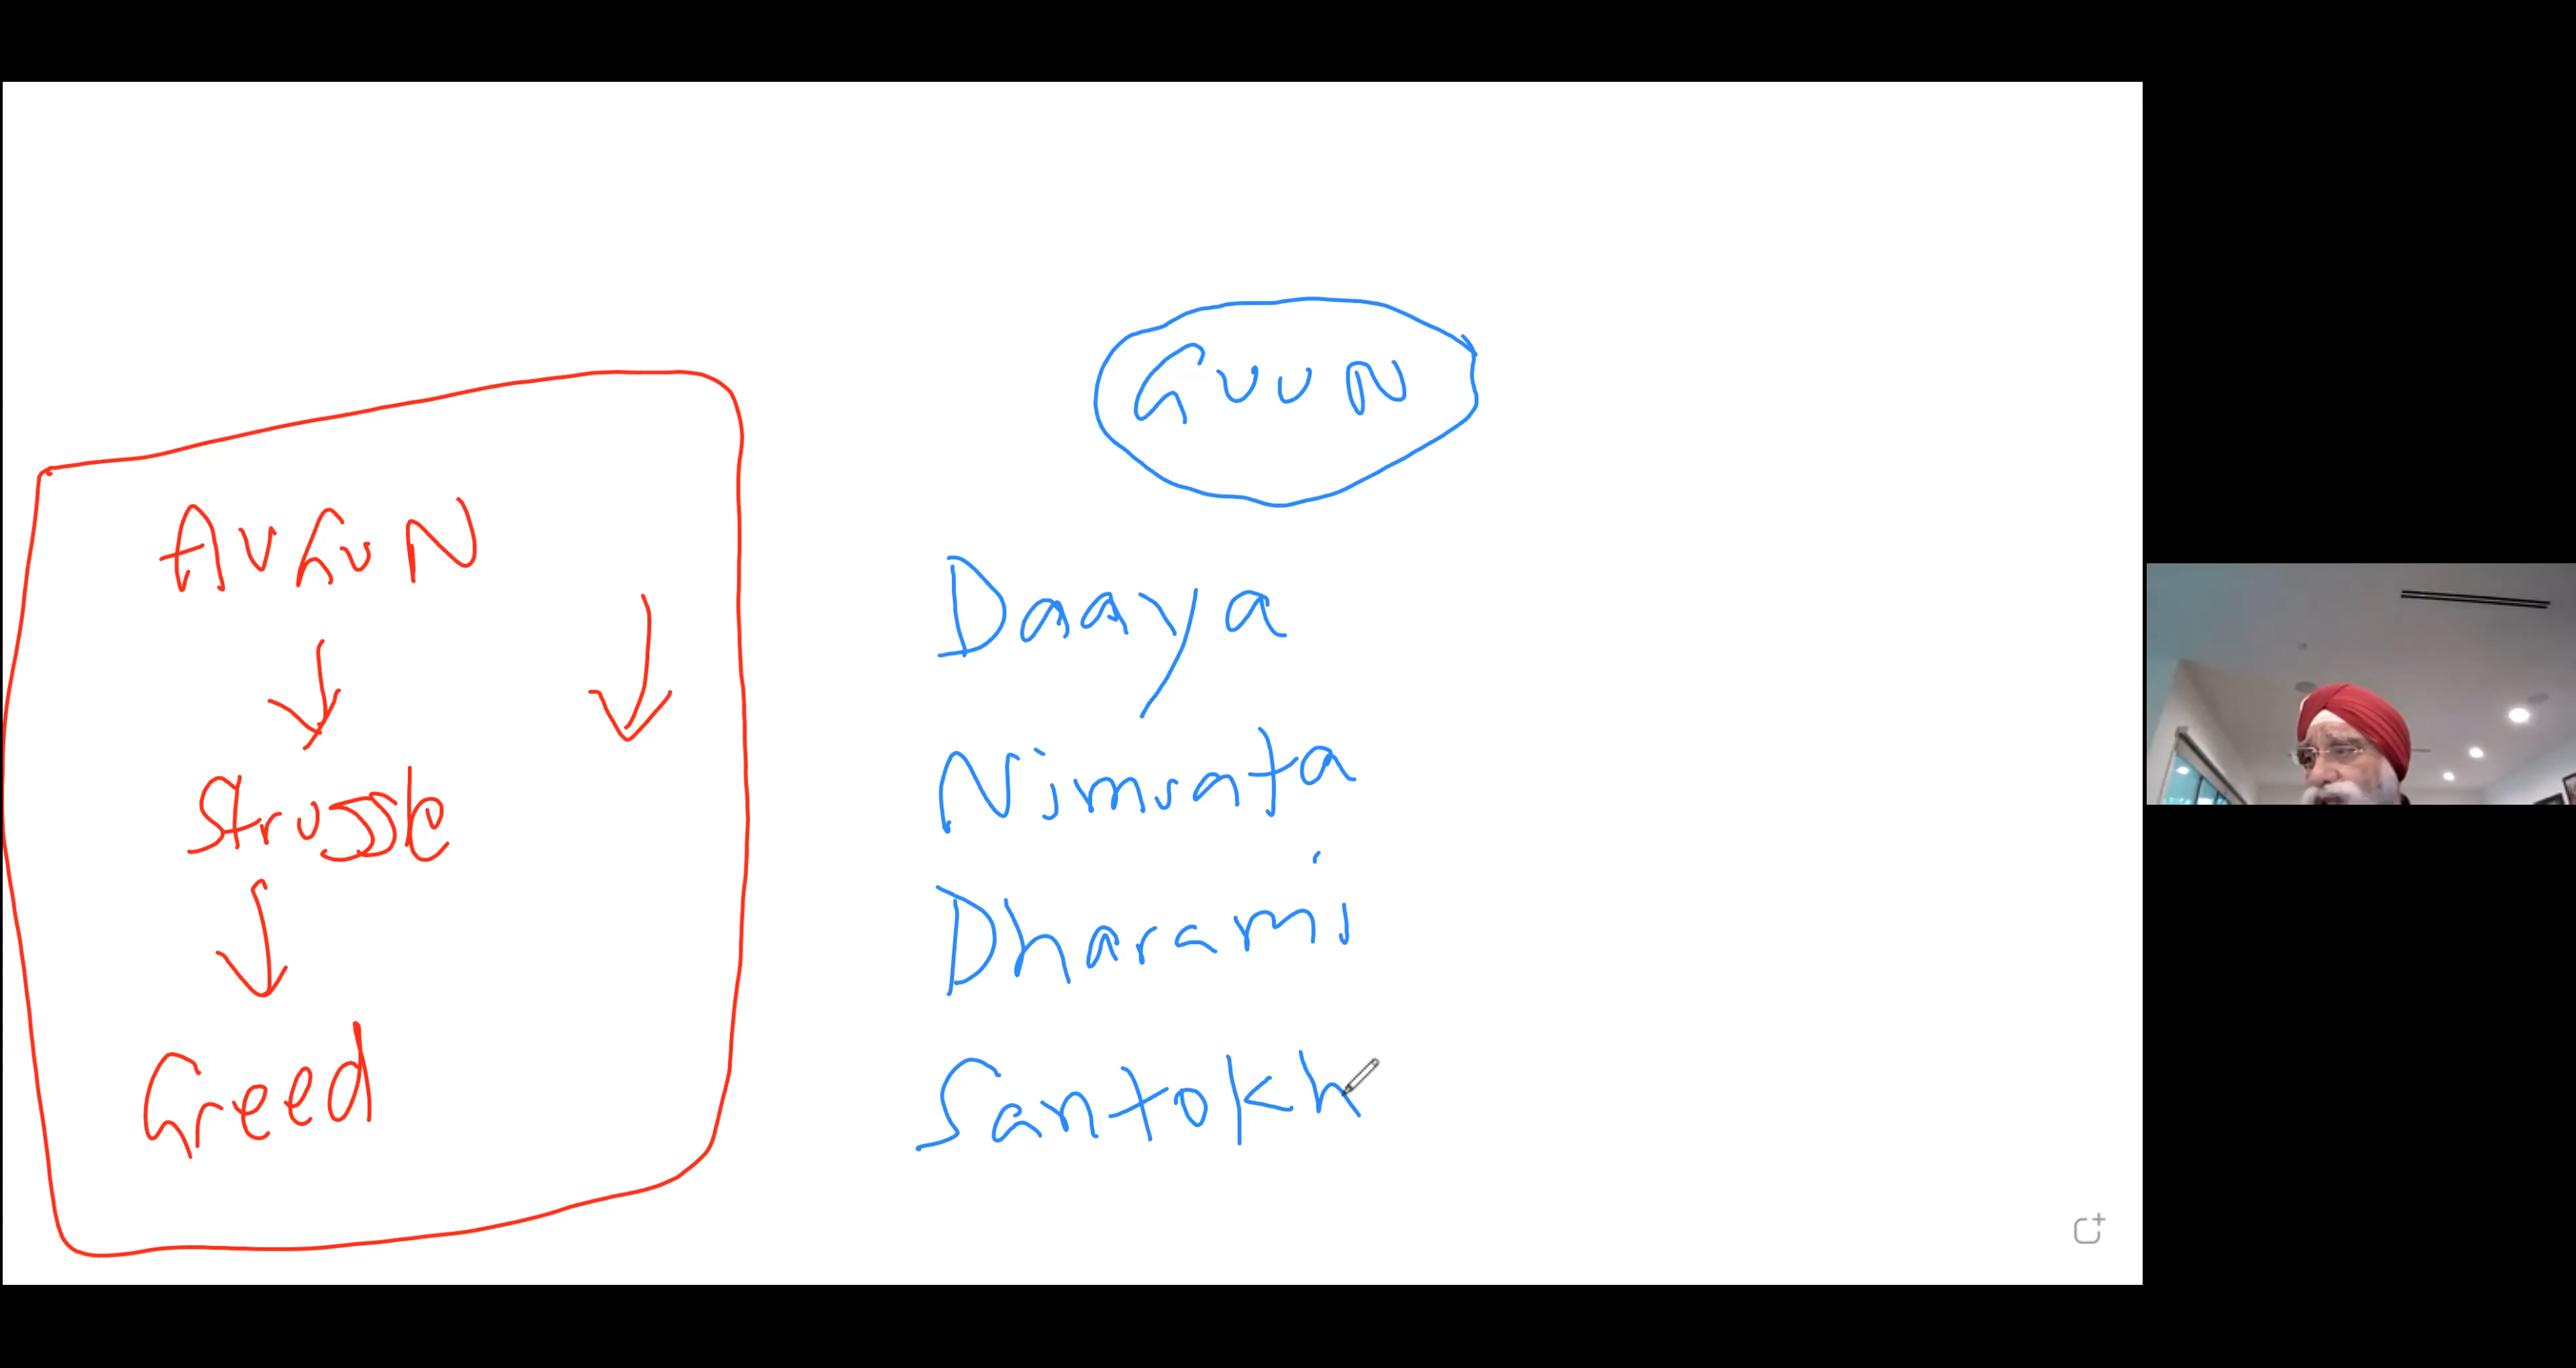 AVGUN
Struggle
Greed
GUUN
Daaya
Nimrata
Dharami
Santokh